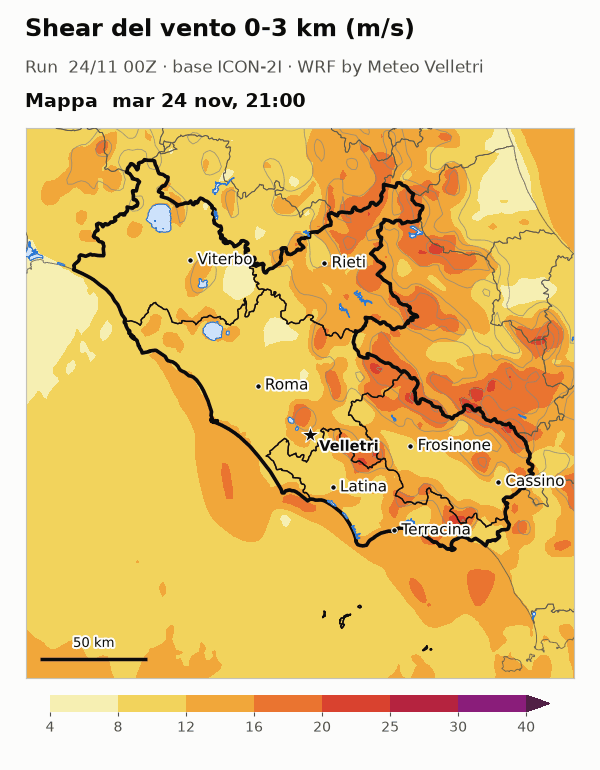 Shear del vento 0-3 km (m/s)
Run  24/11 00Z · base ICON-2I · WRF by Meteo Velletri
Mappa  mar 24 nov, 21:00
Viterbo
Rieti
Roma
Velletri
Frosinone
Latina
Cassino
Terracina
50 km
4 8 12 16 20 25 30 40